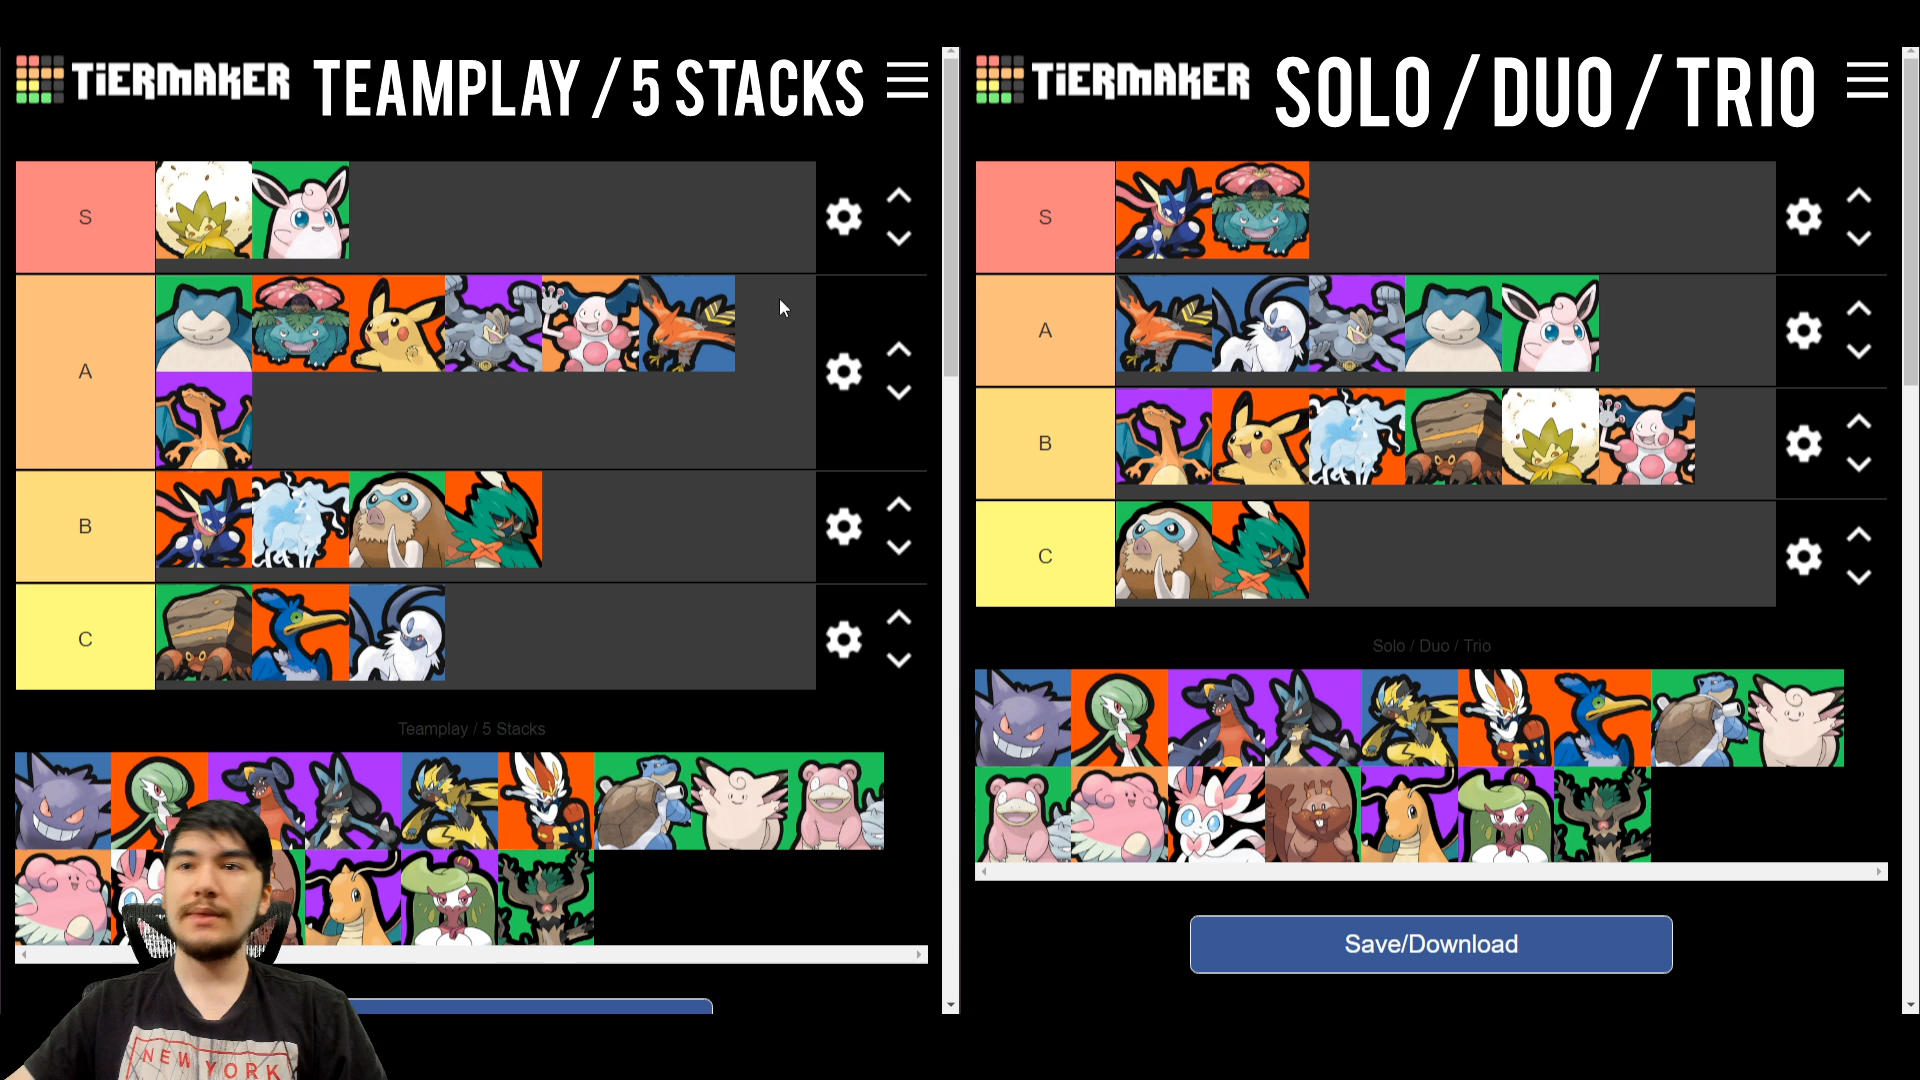 TiERMAKER TEAMPLAY / 5 STACKS
S
A
B
C
Teamplay / 5 Stacks
TiERMAKER SOLO / DUO / TRIO
S
A
B
C
Solo / Duo / Trio
Save/Download
NEW YORK